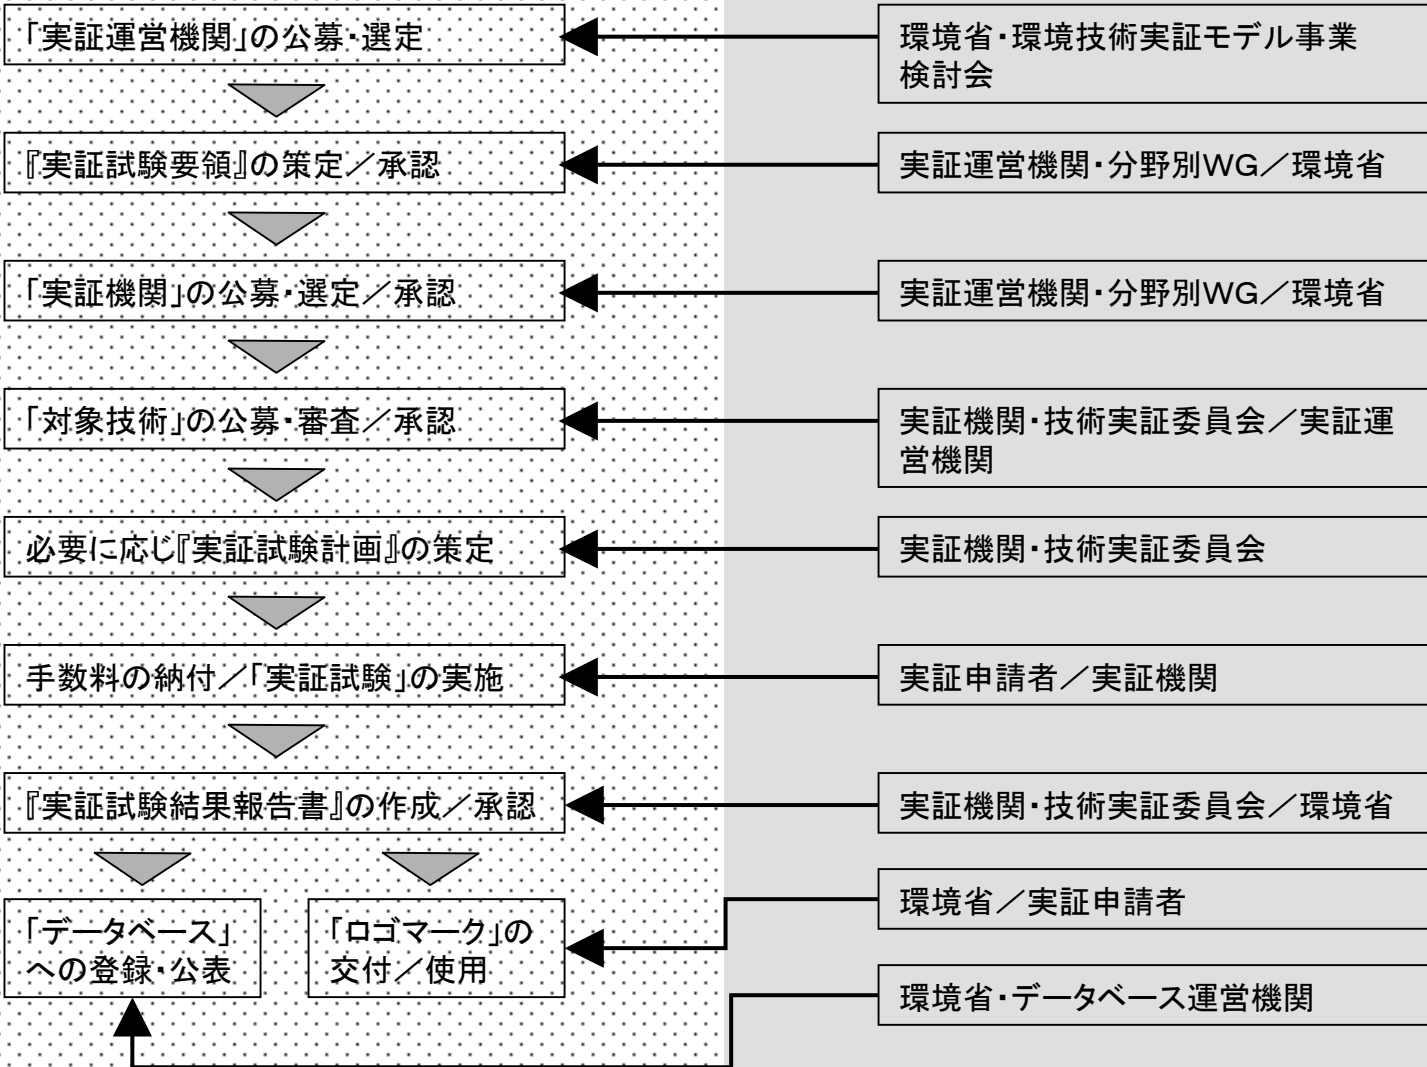 「実証運営機関」の公募・選定
環境省・環境技術実証モデル事業
検討会
『実証試験要領』の策定／承認
実証運営機関・分野別WG／環境省
「実証機関」の公募・選定／承認
実証運営機関・分野別WG／環境省
「対象技術」の公募・審査／承認
実証機関・技術実証委員会／実証運
営機関
必要に応じ『実証試験計画』の策定
実証機関・技術実証委員会
手数料の納付／「実証試験」の実施
実証申請者／実証機関
『実証試験結果報告書』の作成／承認
実証機関・技術実証委員会／環境省
「データベース」
への登録・公表
「ロゴマーク」の
交付／使用
環境省／実証申請者
環境省・データベース運営機関